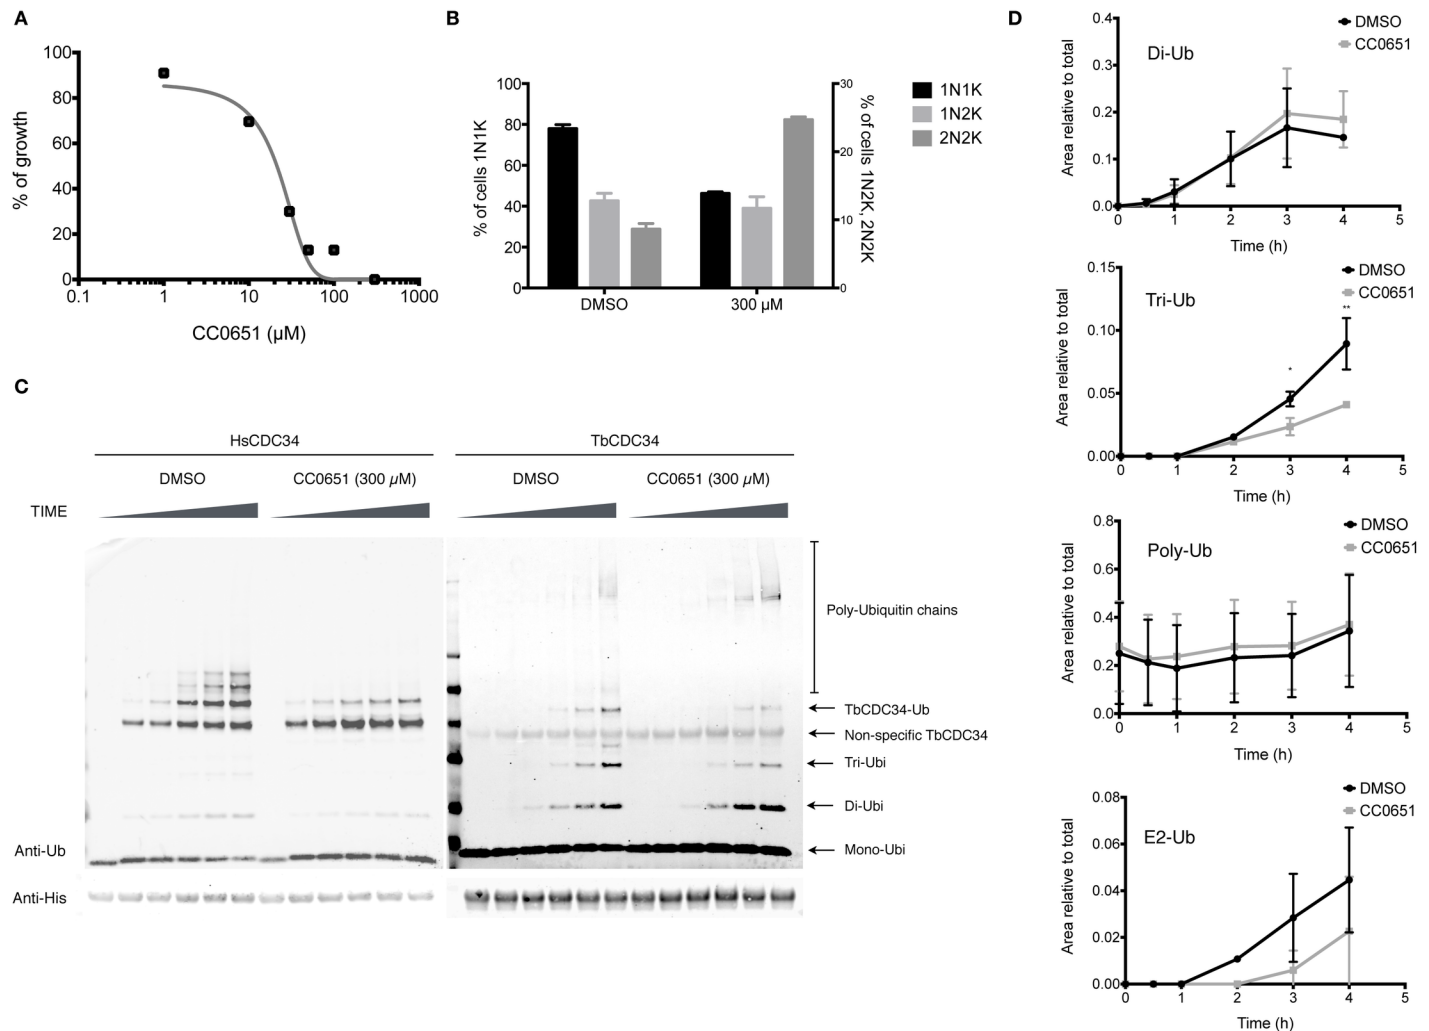 A
100
80
60
40
20
0
% of growth
0.1 1 10 100 1000
CC0651 (µM)
B
100
80
60
40
20
0
% of cells 1N1K
30
20
10
0
% of cells 1N2K, 2N2K
DMSO 300 µM
1N1K
1N2K
2N2K
C
HsCDC34 TbCDC34
DMSO CC0651 (300 µM) DMSO CC0651 (300 µM)
TIME
Poly-Ubiquitin chains
TbCDC34-Ub
Non-specific TbCDC34
Tri-Ubi
Di-Ubi
Mono-Ubi
Anti-Ub
Anti-His
D
Di-Ub
DMSO
CC0651
0.4
0.3
0.2
0.1
0.0
Area relative to total
0 1 2 3 4 5
Time (h)
Tri-Ub
DMSO
CC0651
**
*
0.15
0.10
0.05
0.00
Area relative to total
0 1 2 3 4 5
Time (h)
Poly-Ub
DMSO
CC0651
0.8
0.6
0.4
0.2
0.0
Area relative to total
0 1 2 3 4 5
Time (h)
E2-Ub
DMSO
CC0651
0.08
0.06
0.04
0.02
0.00
Area relative to total
0 1 2 3 4 5
Time (h)